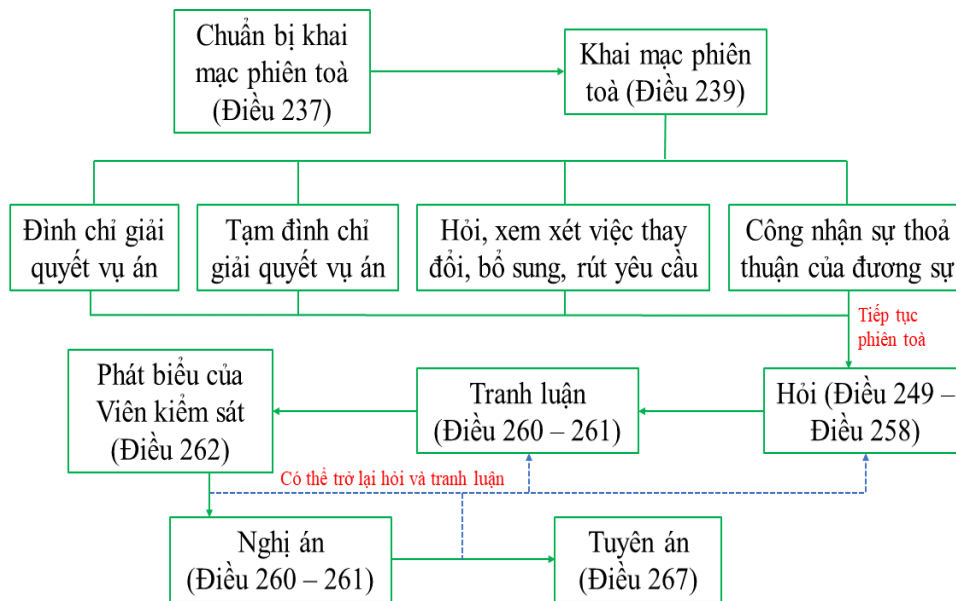 Chuẩn bị khai
mạc phiên toà
(Điều 237)
Khai mạc phiên
toà (Điều 239)
Đình chỉ giải
quyết vụ án
Tạm đình chỉ
giải quyết vụ án
Hỏi, xem xét việc thay
đổi, bổ sung, rút yêu cầu
Công nhận sự thoả
thuận của đương sự
Tiếp tục
phiên toà
Hỏi (Điều 249 –
Điều 258)
Tranh luận
(Điều 260 – 261)
Phát biểu của
Viên kiểm sát
(Điều 262)
Có thể trở lại hỏi và tranh luận
Nghị án
(Điều 260 – 261)
Tuyên án
(Điều 267)